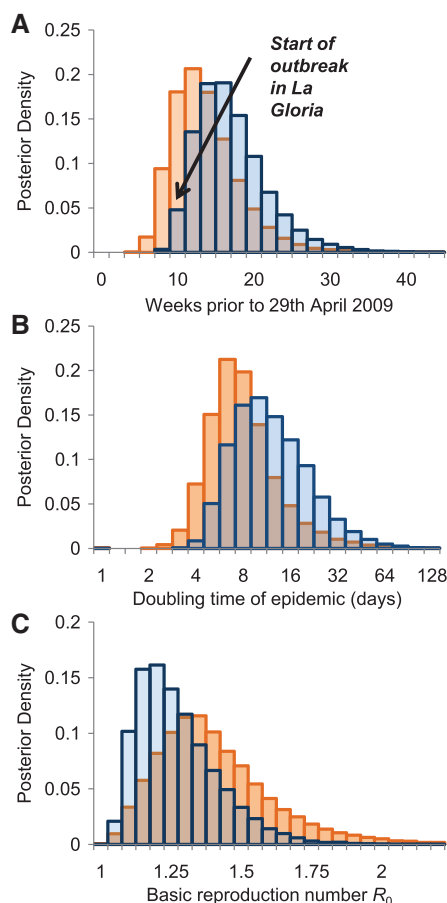 A
0.25
0.2
0.15
0.1
0.05
0
Posterior Density
Start of
outbreak
in La
Gloria
0 10 20 30 40
Weeks prior to 29th April 2009
B
0.25
0.2
0.15
0.1
0.05
0
Posterior Density
1 2 4 8 16 32 64 128
Doubling time of epidemic (days)
C
0.2
0.15
0.1
0.05
0
Posterior Density
1 1.25 1.5 1.75 2
Basic reproduction number R0